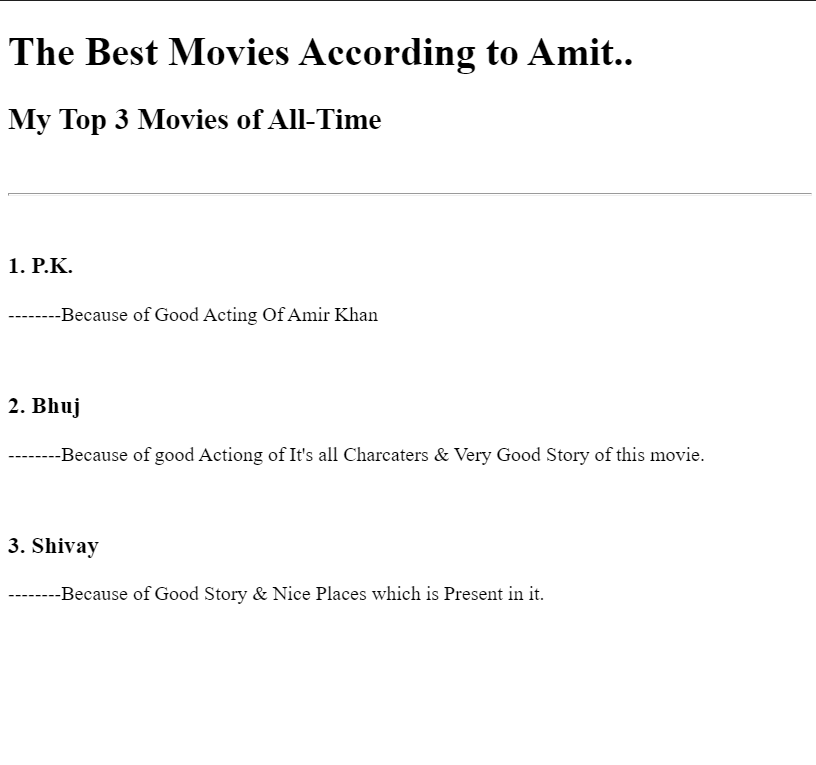 The Best Movies According to Amit..
My Top 3 Movies of All-Time
1. P.K.
--------Because of Good Acting Of Amir Khan
2. Bhuj
--------Because of good Actiong of It's all Charcaters & Very Good Story of this movie.
3. Shivay
--------Because of Good Story & Nice Places which is Present in it.